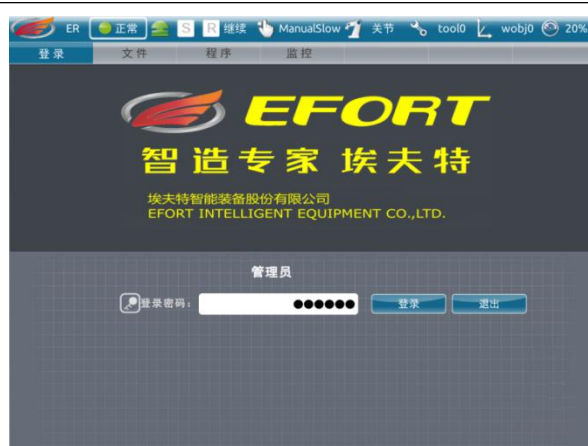 ER 正常 S R 继续 ManualSlow 关节 tool0 wobj0 20%
登录 文件 程序 监控
EFORT
智造专家 埃夫特
埃夫特智能装备股份有限公司
EFORT INTELLIGENT EQUIPMENT CO.,LTD.
管理员
登录密码: ●●●●●● 登录 退出